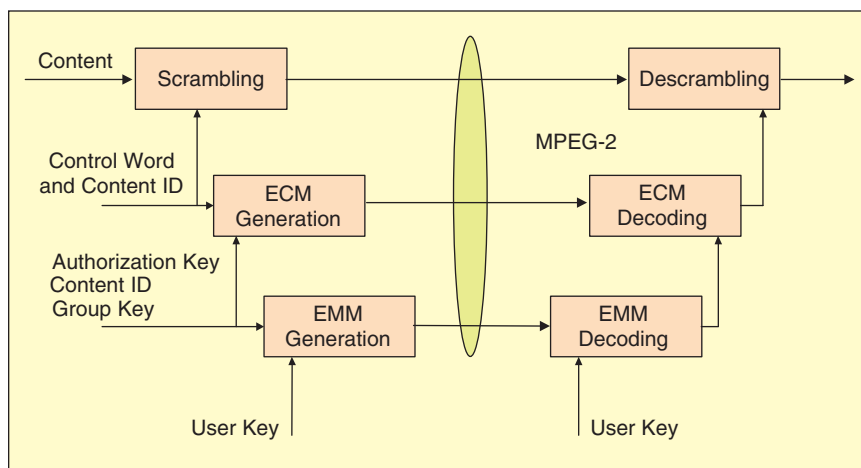 Content
Scrambling
Descrambling
MPEG-2
Control Word
and Content ID
ECM
Generation
ECM
Decoding
Authorization Key
Content ID
Group Key
EMM
Generation
EMM
Decoding
User Key
User Key